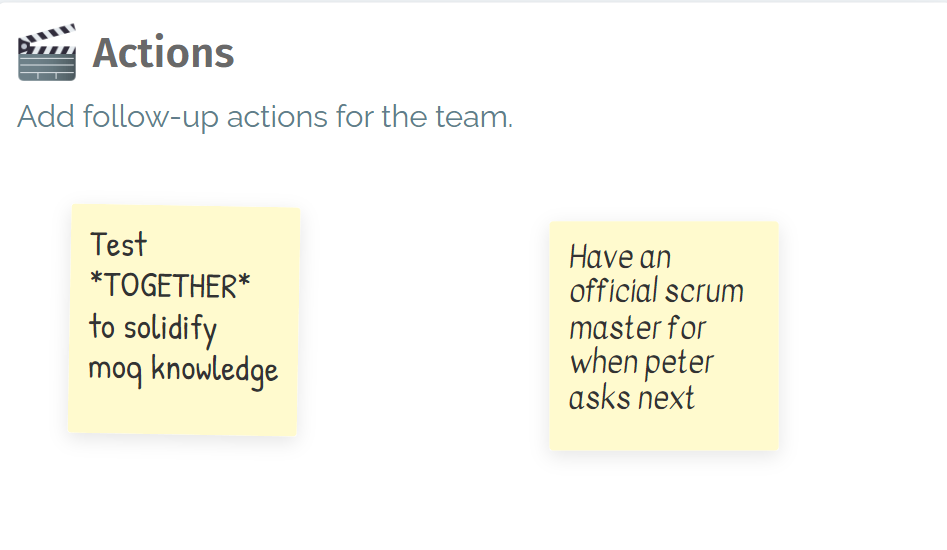 Actions
Add follow-up actions for the team.
Test
*TOGETHER*
to solidify
moq knowledge
Have an
official scrum
master for
when peter
asks next